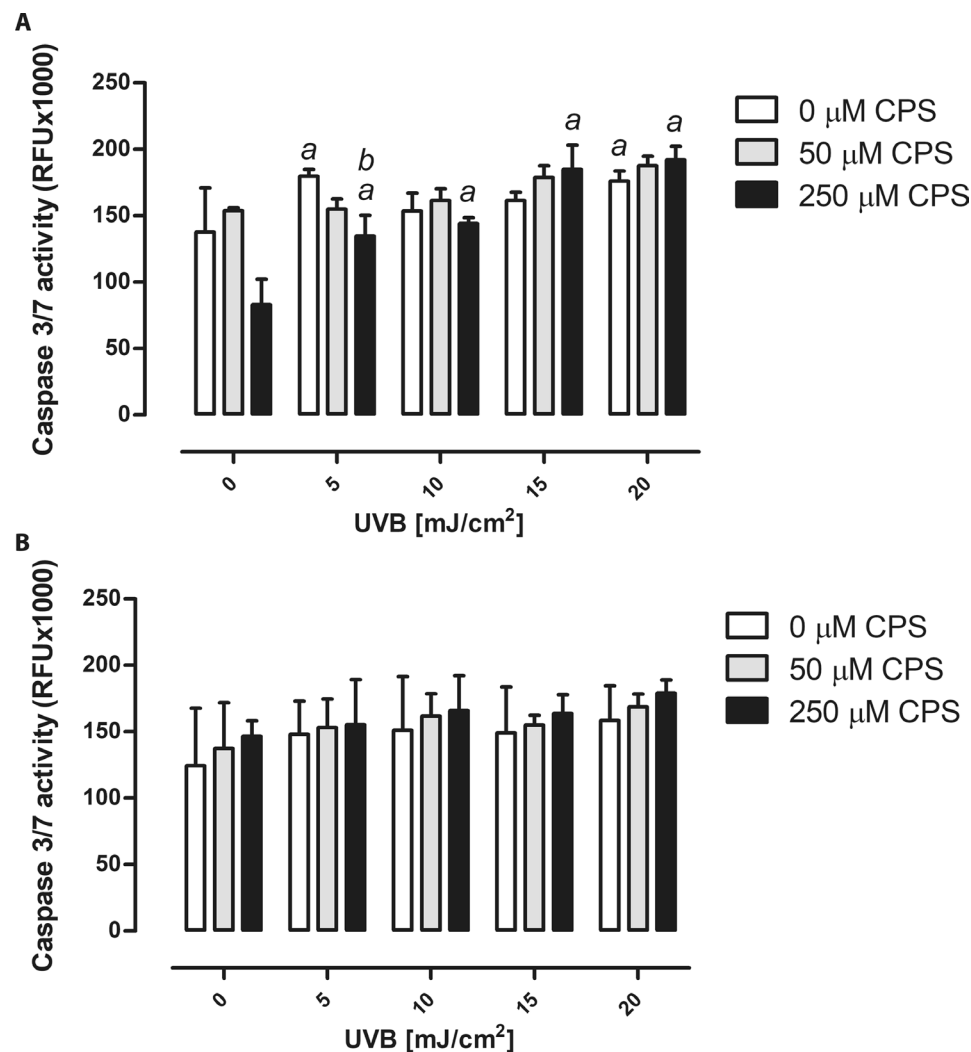 A
Caspase 3/7 activity (RFUx1000)
250
200
150
100
50
0
a
b
a
a
a
a
a
0 μM CPS
50 μM CPS
250 μM CPS
0
5
10
15
20
UVB [mJ/cm²]
B
Caspase 3/7 activity (RFUx1000)
250
200
150
100
50
0
0 μM CPS
50 μM CPS
250 μM CPS
0
5
10
15
20
UVB [mJ/cm²]